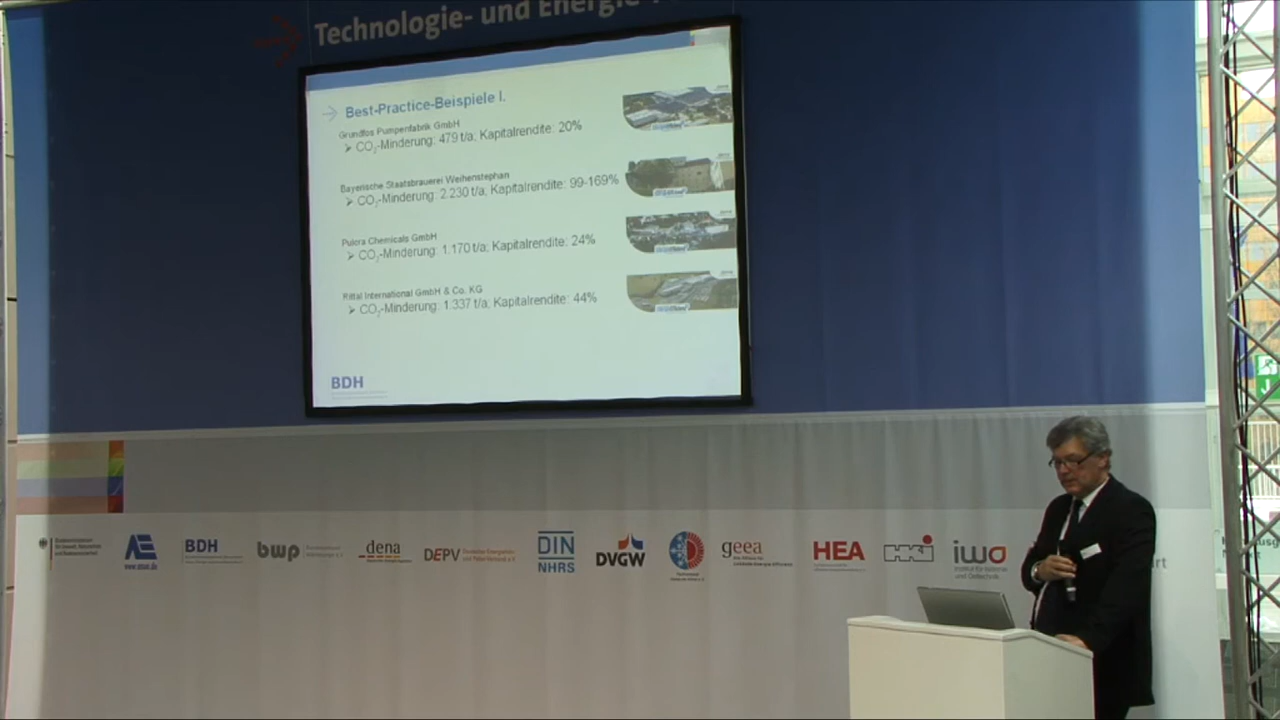 Technologie- und Energie-
Best-Practice-Beispiele I.
Grundfos Pumpenfabrik GmbH
➢ CO₂-Minderung: 479 t/a; Kapitalrendite: 20%
Bayerische Staatsbrauerei Weihenstephan
➢ CO₂-Minderung: 2.230 t/a; Kapitalrendite: 99-169%
Pulcra Chemicals GmbH
➢ CO₂-Minderung: 1.170 t/a; Kapitalrendite: 24%
Rittal International GmbH & Co. KG
➢ CO₂-Minderung: 1.337 t/a; Kapitalrendite: 44%
BDH
BDH
bwp
dena
DEPV
DIN
NHRS
DVGW
geea
HEA
HKI
iwo